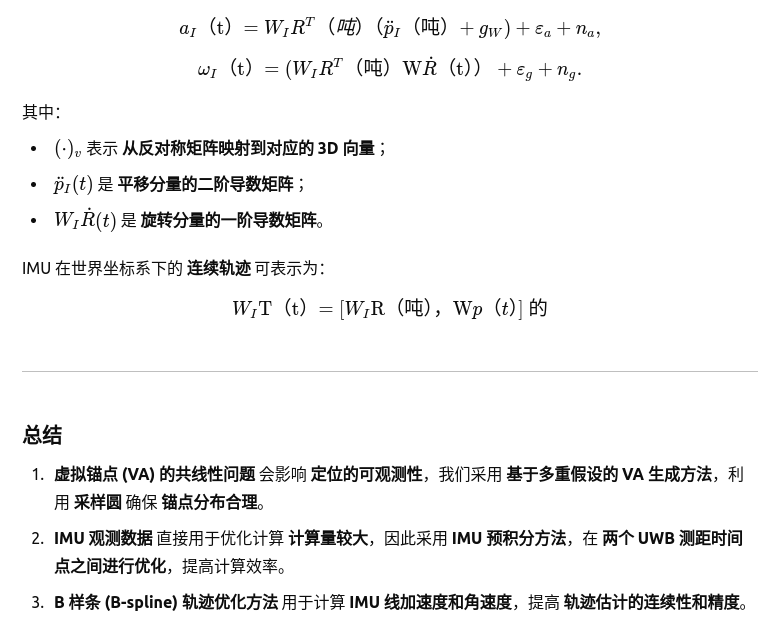 a_I（t）= W_I R^T（吨）（p̈_I（吨）+ g_W）+ ε_a + n_a,
ω_I（t）= (W_I R^T（吨）WṘ（t）） + ε_g + n_g.
其中：
• (·)_v 表示 从反对称矩阵映射到对应的 3D 向量；
• p̈_I(t) 是 平移分量的二阶导数矩阵；
• W_I Ṙ(t) 是 旋转分量的一阶导数矩阵。
IMU 在世界坐标系下的 连续轨迹 可表示为：
W_I T（t）= [W_I R（吨），Wp（t）] 的
总结
1. 虚拟锚点 (VA) 的共线性问题 会影响 定位的可观测性，我们采用 基于多重假设的 VA 生成方法，利
用 采样圆 确保 锚点分布合理。
2. IMU 观测数据 直接用于优化计算 计算量较大，因此采用 IMU 预积分方法，在 两个 UWB 测距时间
点之间进行优化，提高计算效率。
3. B 样条 (B-spline) 轨迹优化方法 用于计算 IMU 线加速度和角速度，提高 轨迹估计的连续性和精度。